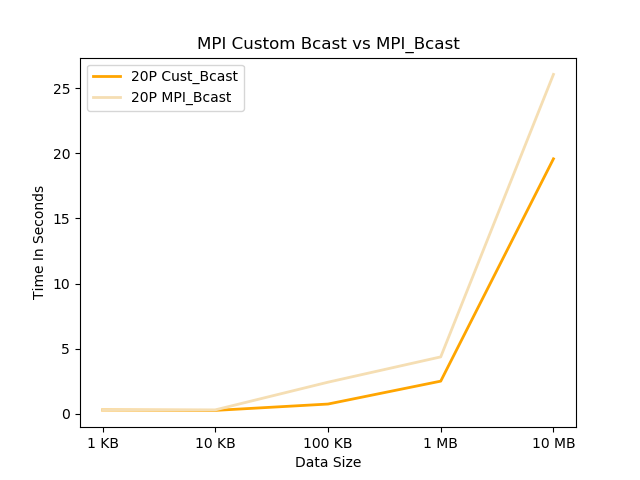 MPI Custom Bcast vs MPI_Bcast
20P Cust_Bcast
20P MPI_Bcast
Time In Seconds
25
20
15
10
5
0
1 KB 10 KB 100 KB 1 MB 10 MB
Data Size